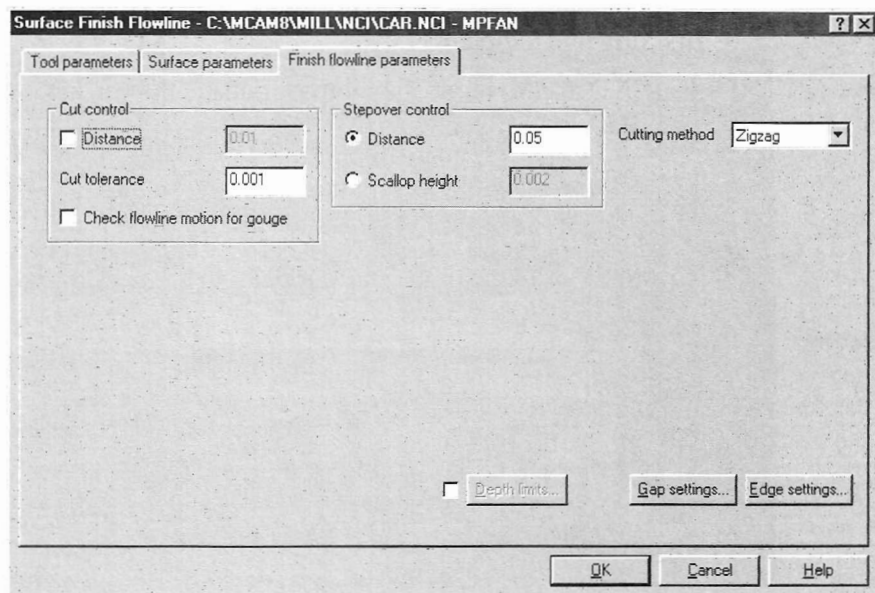 Surface Finish Flowline - C:\MCAM8\MILL\NCI\CAR.NCI - MPFAN
Tool parameters
Surface parameters
Finish flowline parameters
Cut control
Distance
0.01
Cut tolerance
0.001
Check flowline motion for gouge
Stepover control
Distance
0.05
Scallop height
0.002
Cutting method
Zigzag
Depth limits...
Gap settings...
Edge settings...
OK
Cancel
Help